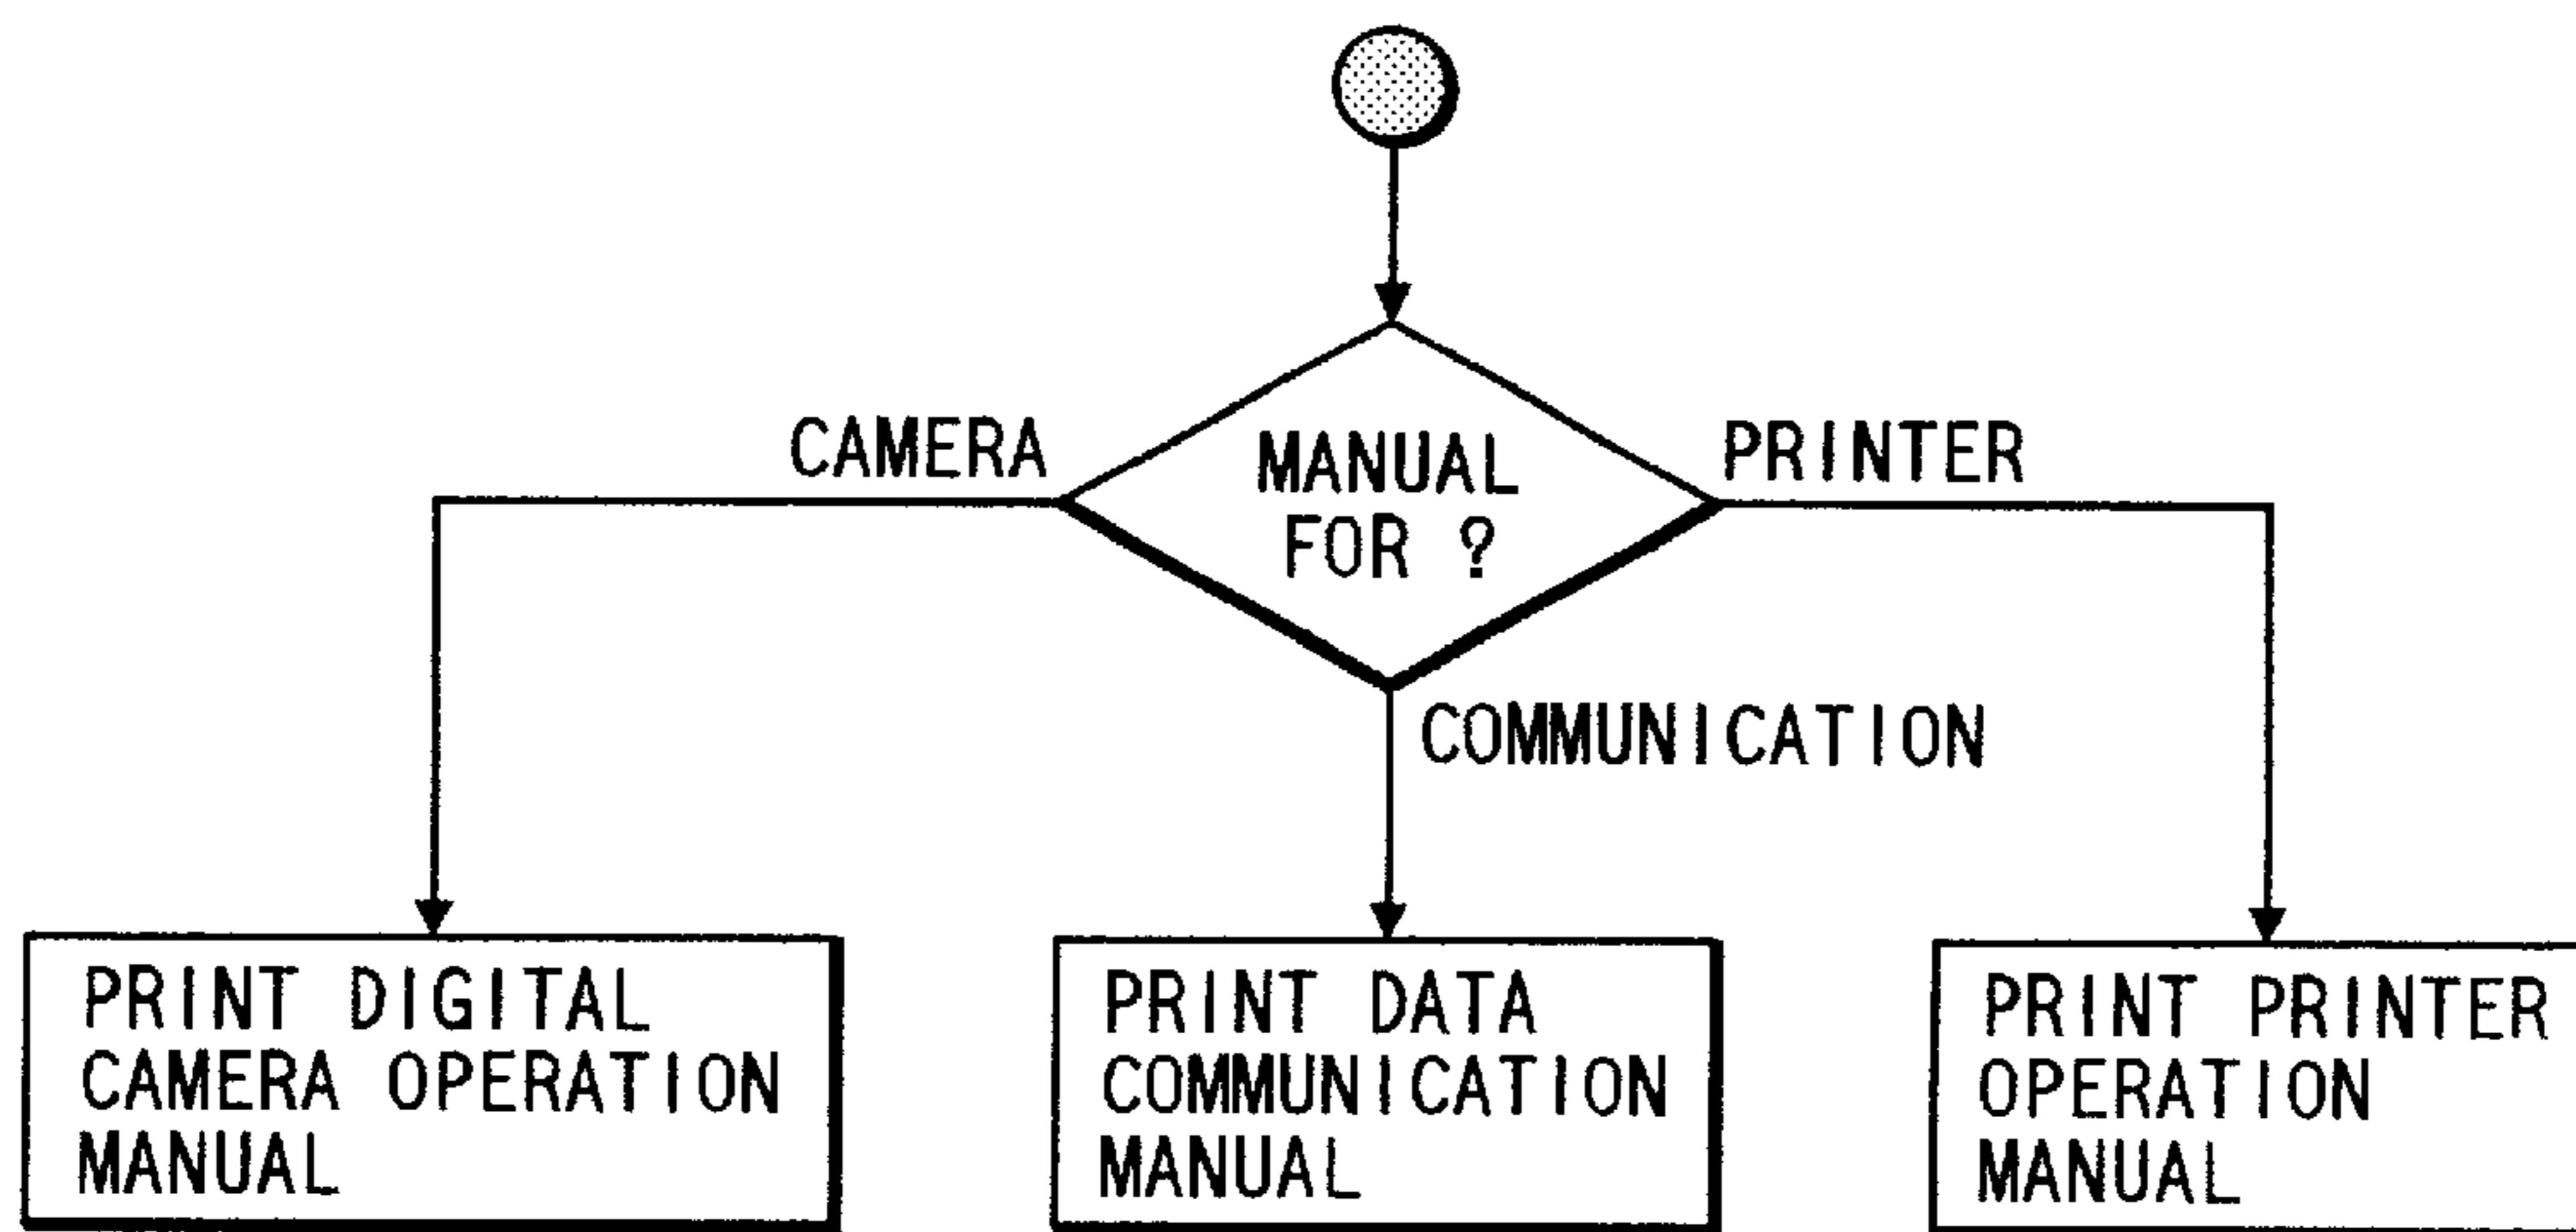 CAMERA
MANUAL
FOR ?
PRINTER
COMMUNICATION
PRINT DIGITAL
CAMERA OPERATION
MANUAL
PRINT DATA
COMMUNICATION
MANUAL
PRINT PRINTER
OPERATION
MANUAL